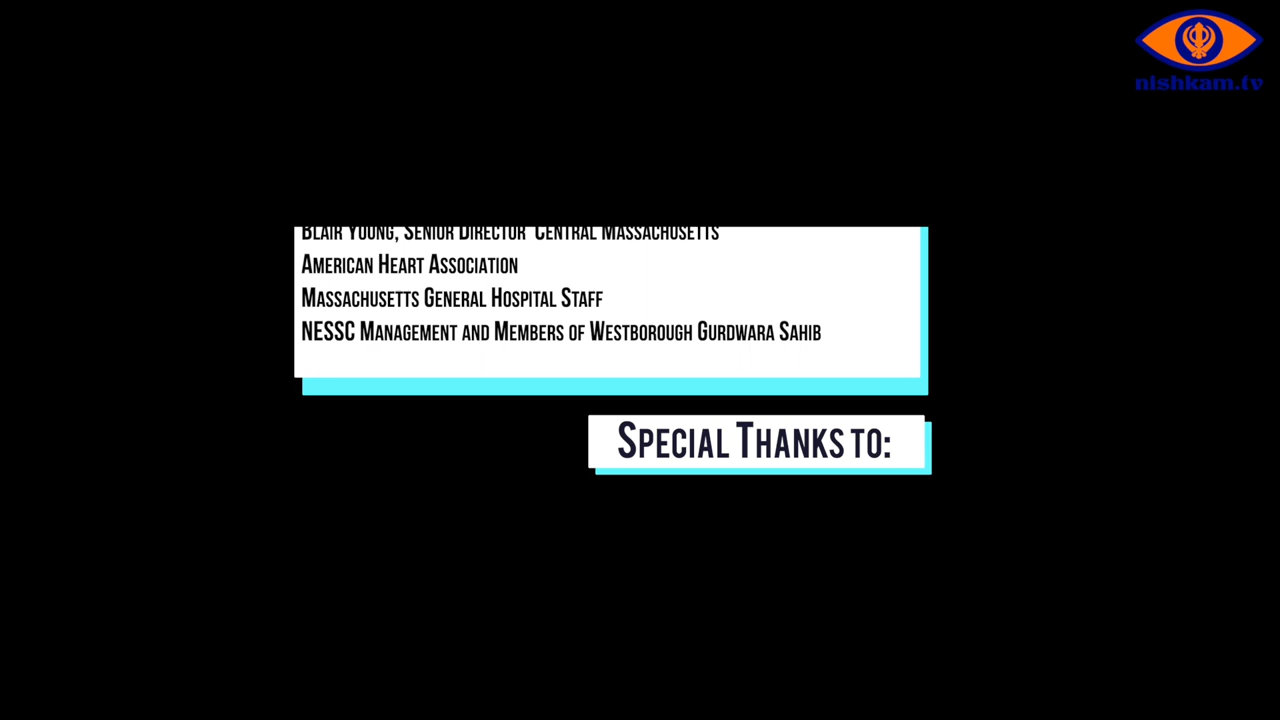 nishkam.tv
Blair Young, Senior Director Central Massachusetts
American Heart Association
Massachusetts General Hospital Staff
NESSC Management and Members of Westborough Gurdwara Sahib
Special Thanks to: